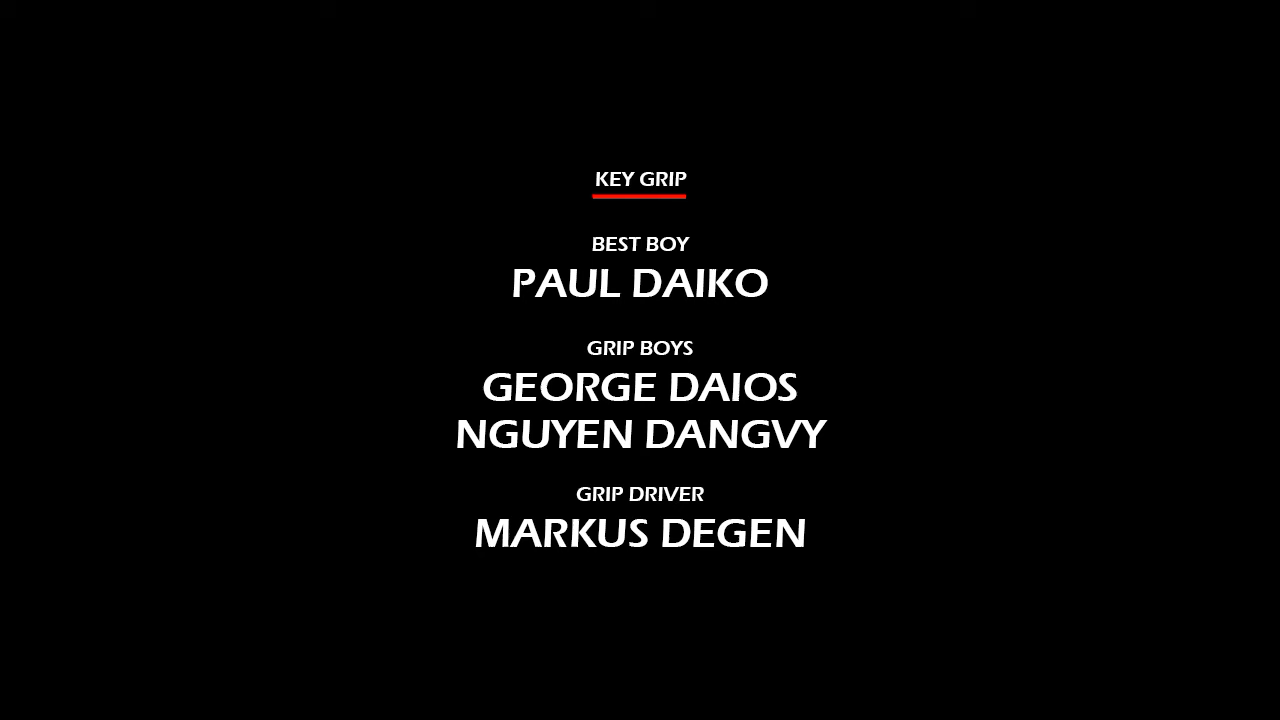 KEY GRIP
BEST BOY
PAUL DAIKO
GRIP BOYS
GEORGE DAIOS
NGUYEN DANGVY
GRIP DRIVER
MARKUS DEGEN